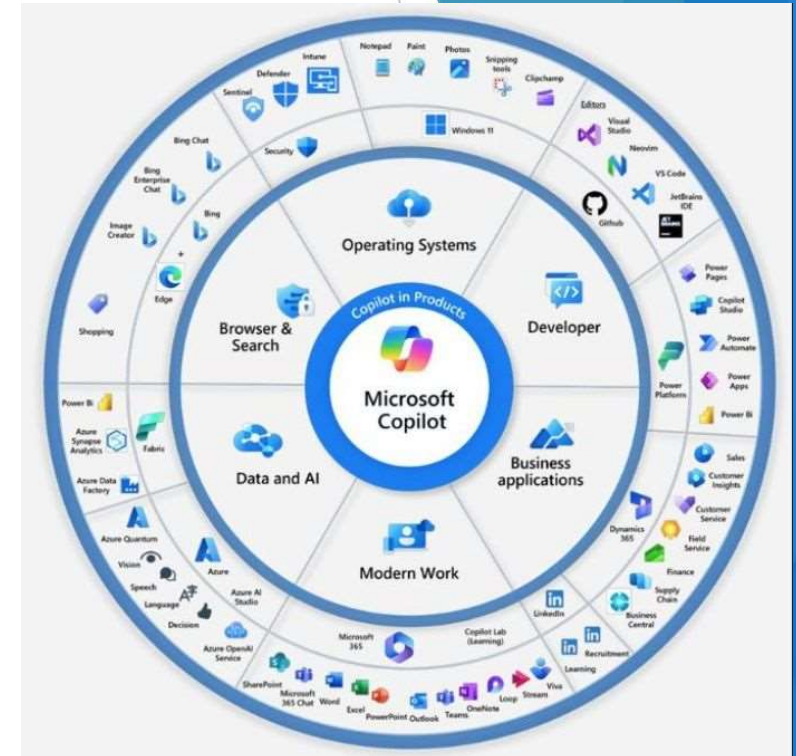 Copilot in Products
Microsoft
Copilot
Operating Systems
Developer
Business
applications
Modern Work
Data and AI
Browser &
Search
Windows 11
Notepad
Paint
Photos
Snipping
tools
Clipchamp
Github
Editors
Visual
Studio
Neovim
VS Code
JetBrains
IDE
JET
BRAINS
Power
Platform
Power
Pages
Copilot
Studio
Power
Automate
Power
Apps
Power Bi
Dynamics
365
Sales
Customer
Insights
Customer
Service
Field
Service
Finance
Supply
Chain
Business
Central
LinkedIn
in
in
Recruitment
in
Learning
Copilot Lab
(Learning)
Microsoft
365
Viva
Stream
Loop
OneNote
Teams
Outlook
PowerPoint
Excel
Word
Microsoft
365 Chat
SharePoint
Azure
Azure AI
Studio
Azure OpenAI
Service
Decision
Language
Speech
Vision
Azure Quantum
Fabric
Azure Data
Factory
Azure
Synapse
Analytics
Power Bi
Edge
+
Bing
Shopping
Image
Creator
Bing
Enterprise
Chat
Bing Chat
Security
Sentinel
Defender
Intune